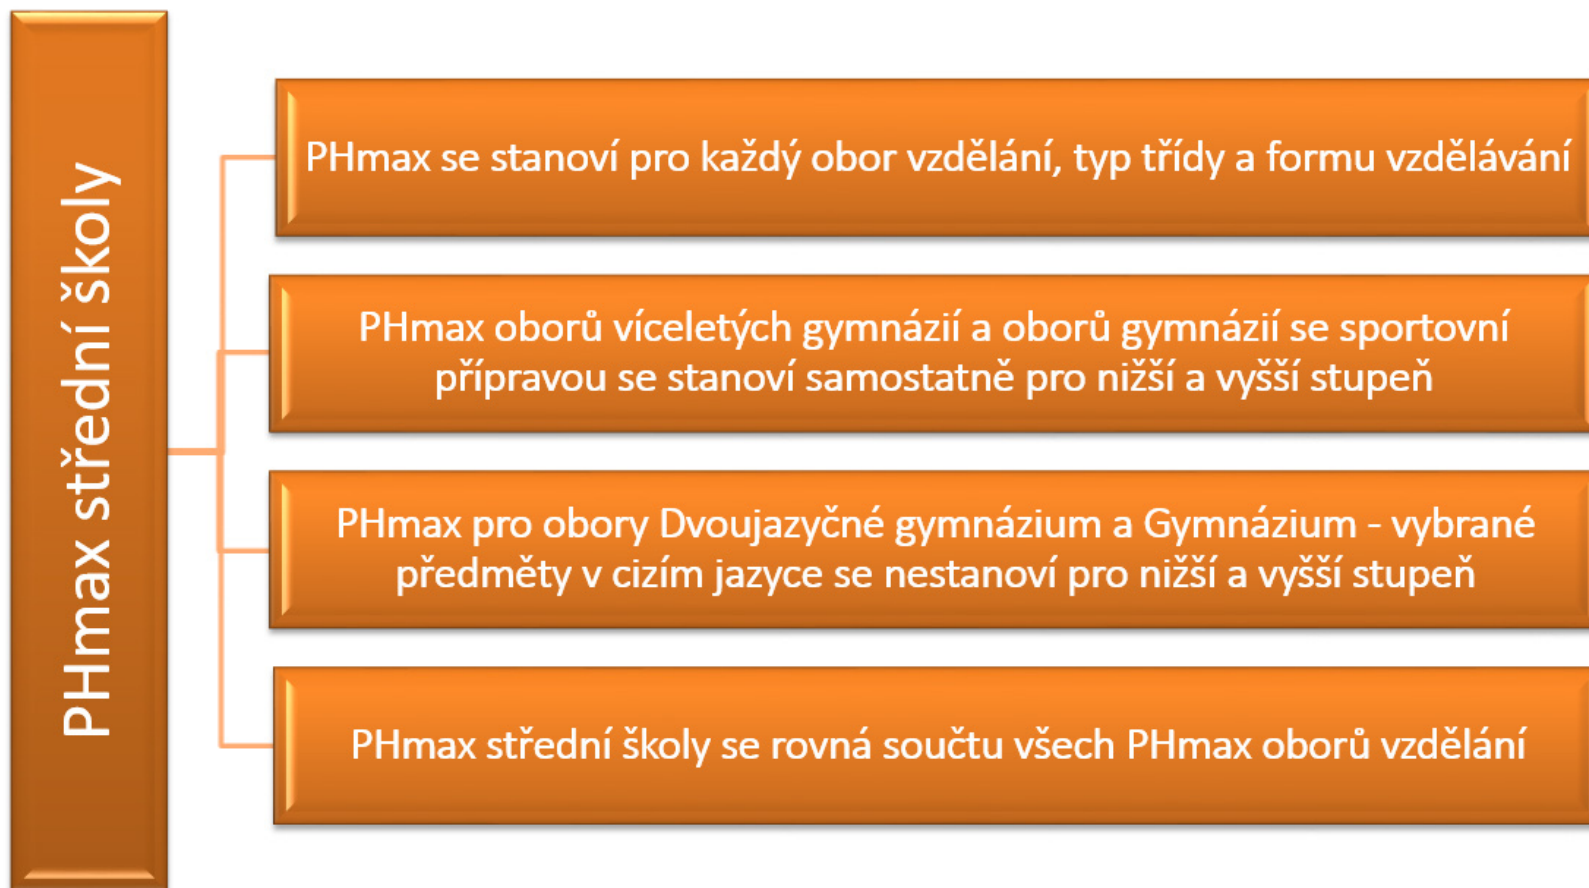 PHmax střední školy
PHmax se stanoví pro každý obor vzdělání, typ třídy a formu vzdělávání
PHmax oborů víceletých gymnázií a oborů gymnázií se sportovní
přípravou se stanoví samostatně pro nižší a vyšší stupeň
PHmax pro obory Dvoujazyčné gymnázium a Gymnázium - vybrané
předměty v cizím jazyce se nestanoví pro nižší a vyšší stupeň
PHmax střední školy se rovná součtu všech PHmax oborů vzdělání